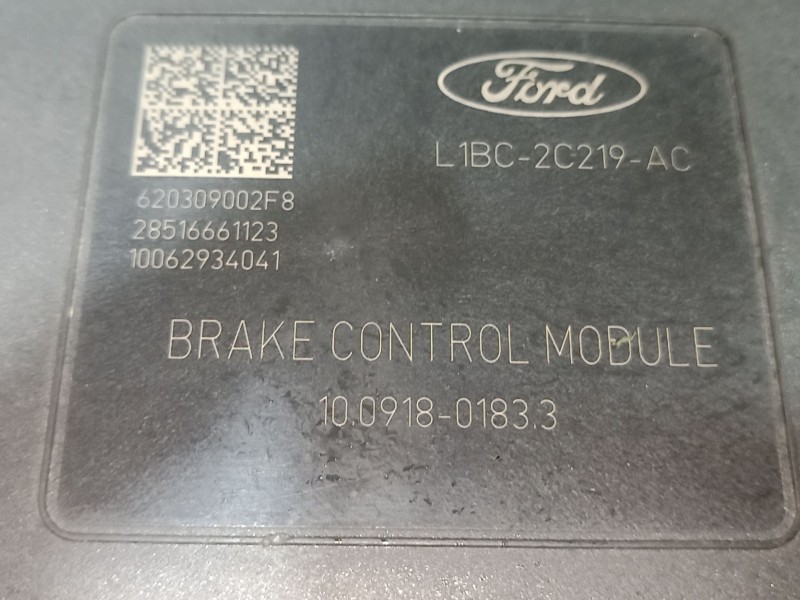 Ford
L1BC-2C219-AC
620309002F8
28516661123
10062934041
BRAKE CONTROL MODULE
10.0918-0183.3